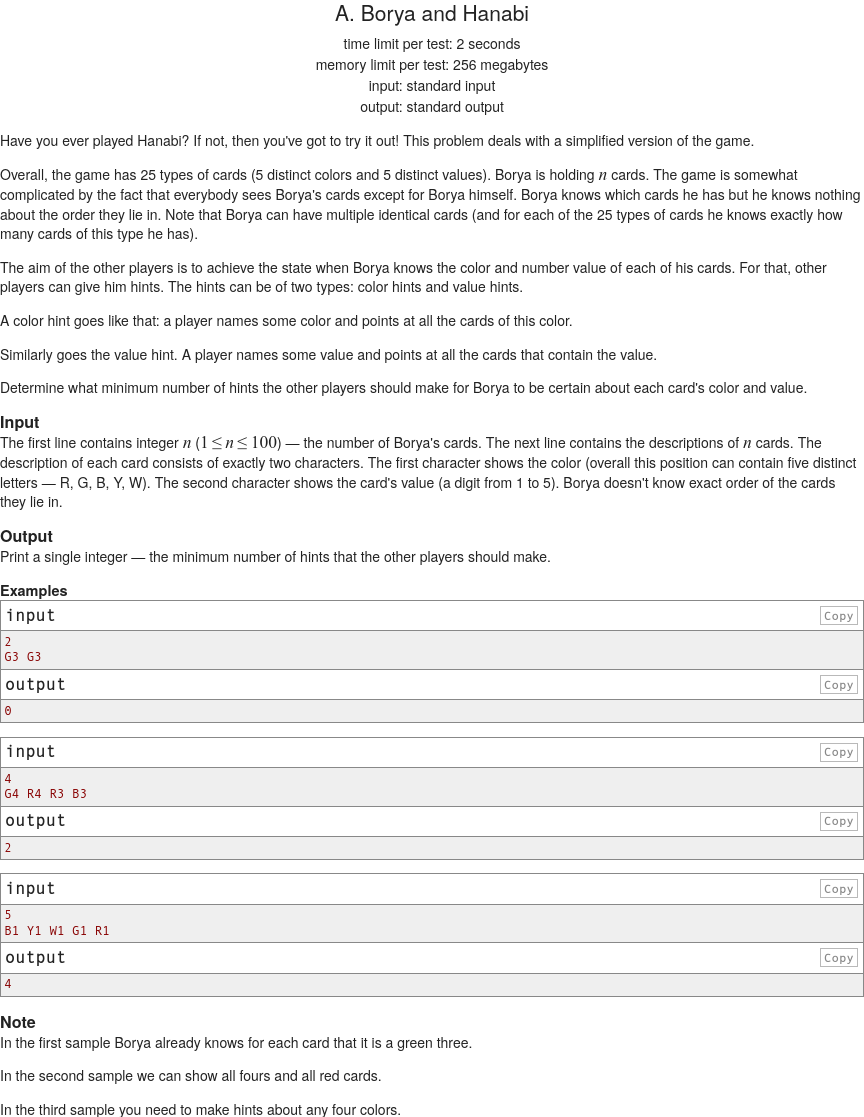 A. Borya and Hanabi
time limit per test: 2 seconds
memory limit per test: 256 megabytes
input: standard input
output: standard output
Have you ever played Hanabi? If not, then you've got to try it out! This problem deals with a simplified version of the game.
Overall, the game has 25 types of cards (5 distinct colors and 5 distinct values). Borya is holding n cards. The game is somewhat
complicated by the fact that everybody sees Borya's cards except for Borya himself. Borya knows which cards he has but he knows nothing
about the order they lie in. Note that Borya can have multiple identical cards (and for each of the 25 types of cards he knows exactly how
many cards of this type he has).
The aim of the other players is to achieve the state when Borya knows the color and number value of each of his cards. For that, other
players can give him hints. The hints can be of two types: color hints and value hints.
A color hint goes like that: a player names some color and points at all the cards of this color.
Similarly goes the value hint. A player names some value and points at all the cards that contain the value.
Determine what minimum number of hints the other players should make for Borya to be certain about each card's color and value.
Input
The first line contains integer n (1 ≤ n ≤ 100) — the number of Borya's cards. The next line contains the descriptions of n cards. The
description of each card consists of exactly two characters. The first character shows the color (overall this position can contain five distinct
letters — R, G, B, Y, W). The second character shows the card's value (a digit from 1 to 5). Borya doesn't know exact order of the cards
they lie in.
Output
Print a single integer — the minimum number of hints that the other players should make.
Examples
input Copy
2
G3 G3
output Copy
0
input Copy
4
G4 R4 R3 B3
output Copy
2
input Copy
5
B1 Y1 W1 G1 R1
output Copy
4
Note
In the first sample Borya already knows for each card that it is a green three.
In the second sample we can show all fours and all red cards.
In the third sample you need to make hints about any four colors.